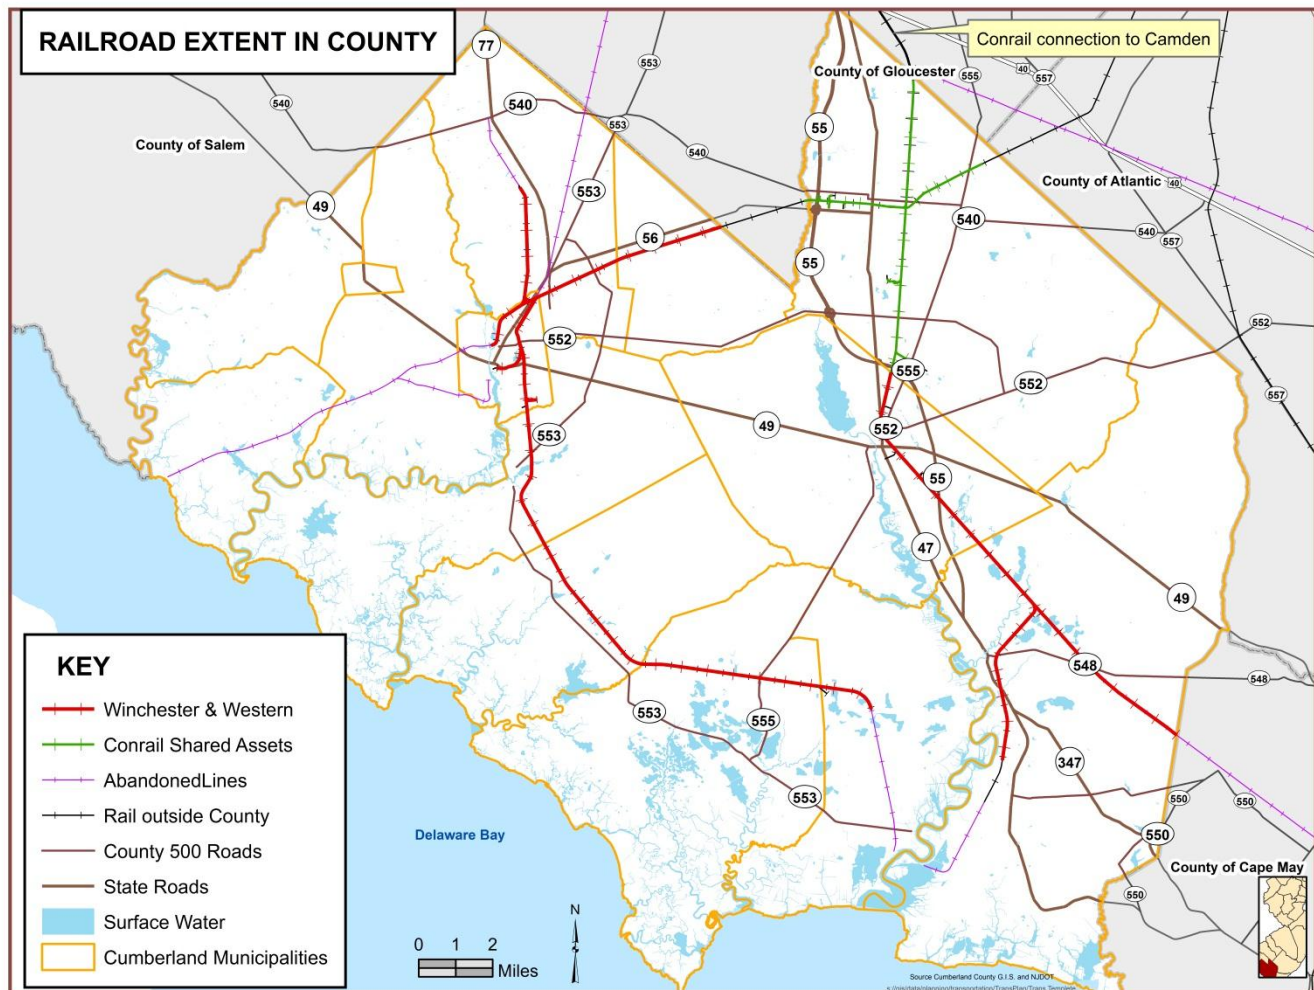 RAILROAD EXTENT IN COUNTY
77
Conrail connection to Camden
County of Gloucester
553
555
40
557
540
540
553
55
County of Salem
540
County of Atlantic
40
49
553
540
540
557
56
55
552
552
555
552
557
49
552
553
55
47
49
548
548
553
555
347
553
550
550
550
550
Delaware Bay
County of Cape May
KEY
Winchester & Western
Conrail Shared Assets
AbandonedLines
Rail outside County
County 500 Roads
State Roads
Surface Water
Cumberland Municipalities
0 1 2
Miles
N
Source Cumberland County G.I.S. and NJDOT